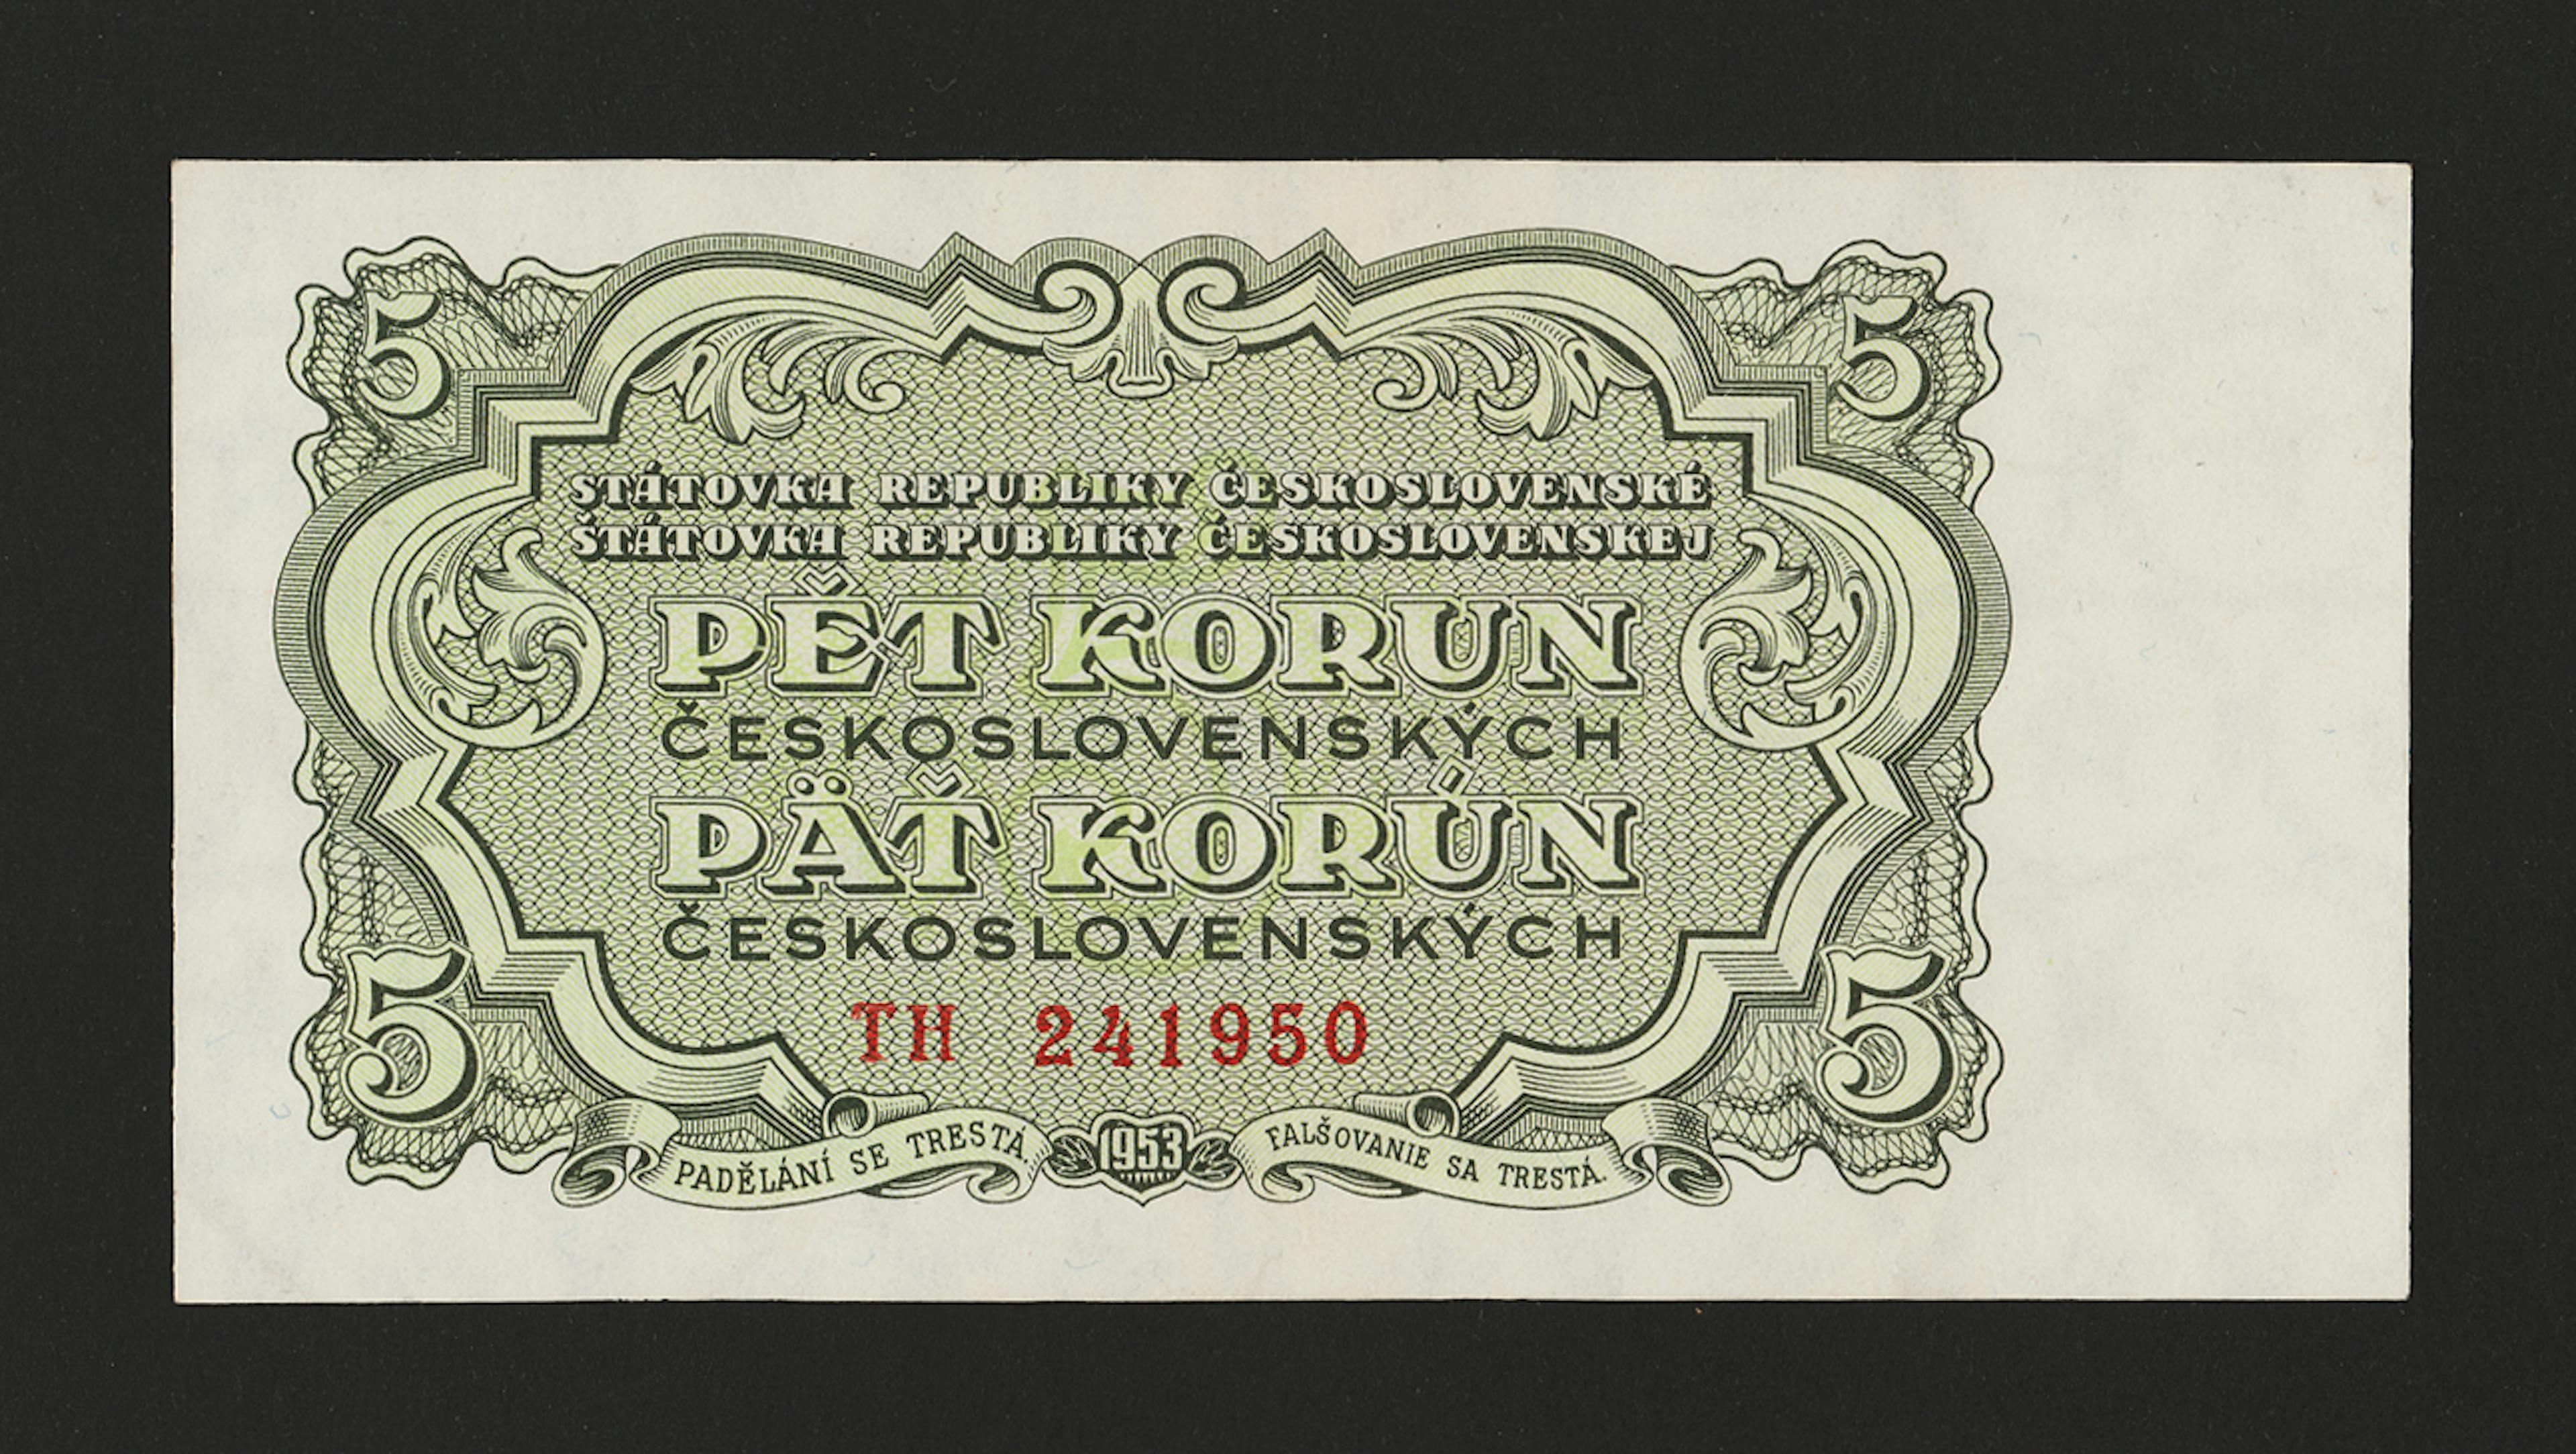 5 5
STÁTOVKA REPUBLIKY ČESKOSLOVENSKÉ
ŠTÁTOVKA REPUBLIKY ČESKOSLOVENSKEJ
PĚT KORUN
ČESKOSLOVENSKÝCH
PÄŤ KORÚN
ČESKOSLOVENSKÝCH
5 5
TH 241950
PADĚLÁNÍ SE TRESTÁ. 1953 FALŠOVANIE SA TRESTÁ.